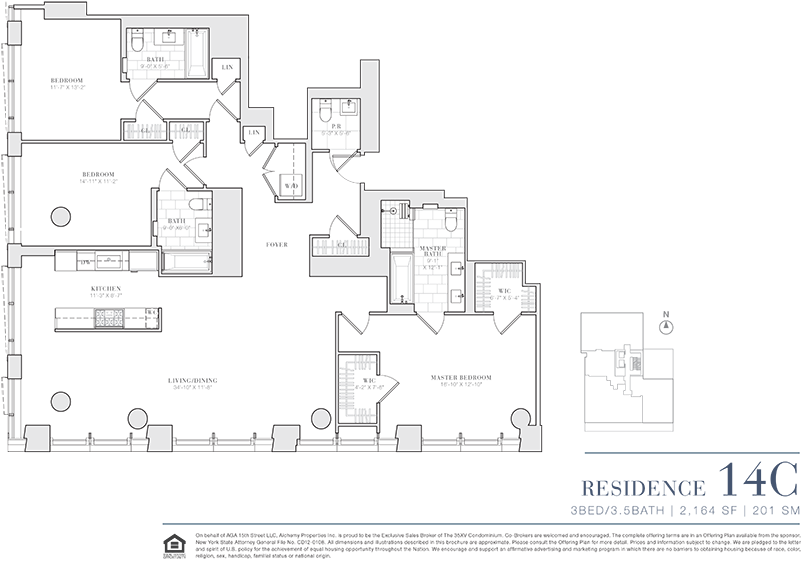 BATH
9'-0" X 5'-8"
LIN
BEDROOM
11'-7" X 13'-2"
CL
CL
LIN
P.R
5'-3" X 5'-6"
BEDROOM
14'-11" X 11'-2"
W/D
BATH
FOYER
CL
MASTER
BATH
9'-1"
X 12'-1"
D/W
KITCHEN
11'-3" X 8'-7"
WIC
LIVING/DINING
34'-10" X 11'-8"
WIC
4'-2" X 7'-8"
MASTER BEDROOM
16'-10" X 12'-10"
N
RESIDENCE 14C
3BED/3.5BATH | 2,164 SF | 201 SM
On behalf of AGA 15th Street LLC, Alchemy Properties Inc. is proud to be the Exclusive Sales Broker of The 35XV Condominium. Co-Brokers are welcomed and encouraged. The complete offering terms are in an Offering Plan available from the sponsor,
New York State Attorney General File No. CD12-0108. All dimensions and illustrations described in this brochure are approximate. Please consult the Offering Plan for more detail. Prices and information subject to change. We are pledged to the letter
and spirit of U.S. policy for the achievement of equal housing opportunity throughout the Nation. We encourage and support an affirmative advertising and marketing program in which there are no barriers to obtaining housing because of race, color,
religion, sex, handicap, familial status or national origin.